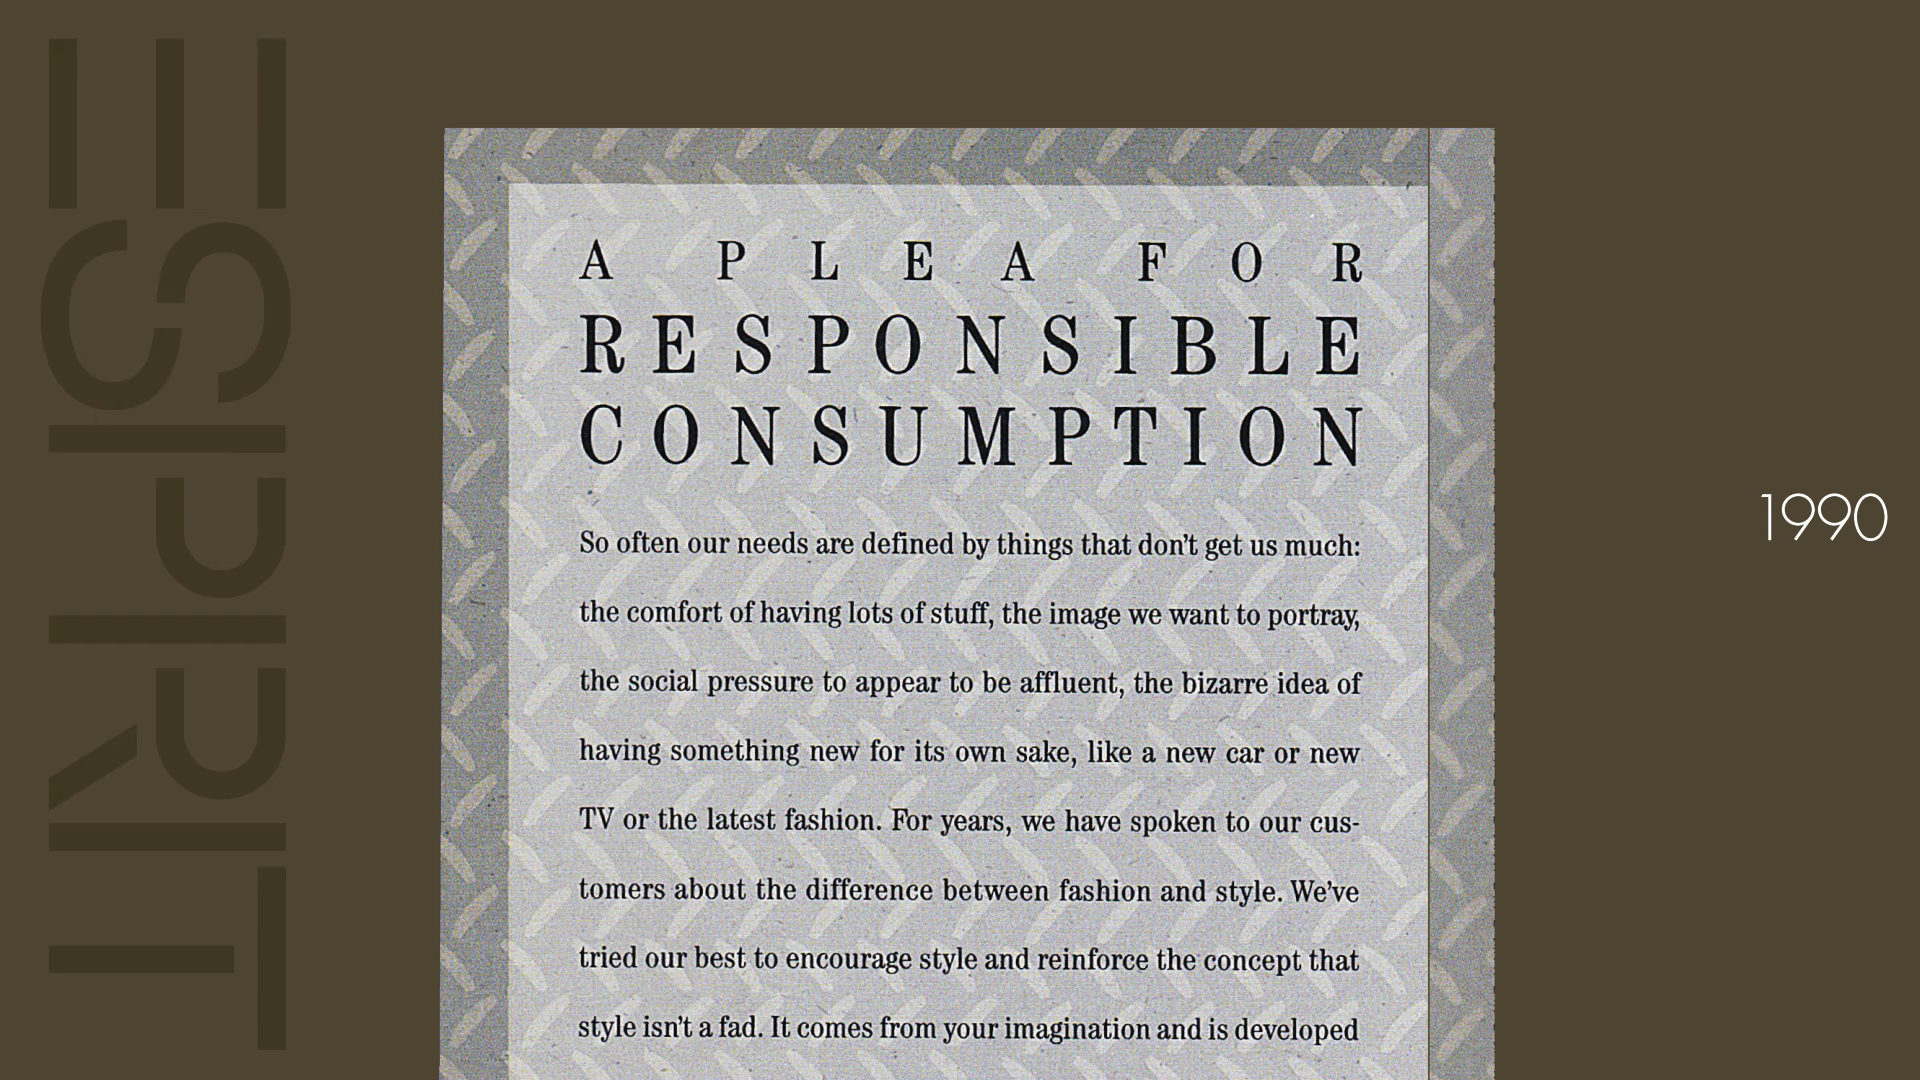 ESPRIT
A PLEA FOR
RESPONSIBLE
CONSUMPTION
So often our needs are defined by things that don't get us much:
the comfort of having lots of stuff, the image we want to portray,
the social pressure to appear to be affluent, the bizarre idea of
having something new for its own sake, like a new car or new
TV or the latest fashion. For years, we have spoken to our cus-
tomers about the difference between fashion and style. We've
tried our best to encourage style and reinforce the concept that
style isn't a fad. It comes from your imagination and is developed
1990